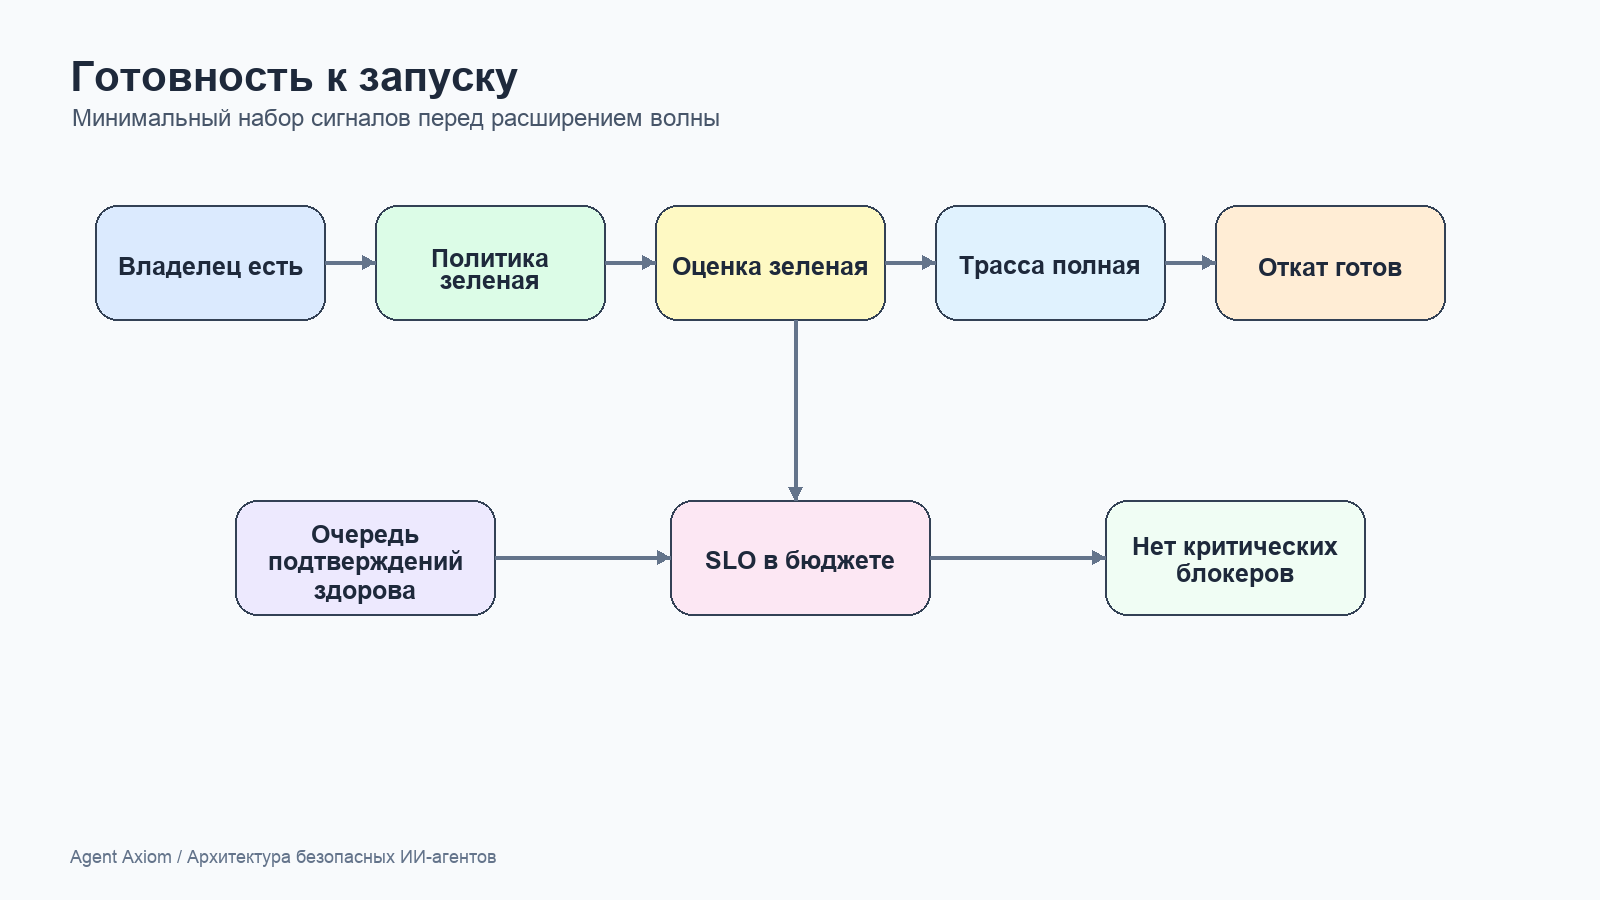 Готовность к запуску
Минимальный набор сигналов перед расширением волны
Владелец есть
Политика
зеленая
Оценка зеленая
Трасса полная
Откат готов
Очередь
подтверждений
здорова
SLO в бюджете
Нет критических
блокеров
Agent Axiom / Архитектура безопасных ИИ-агентов